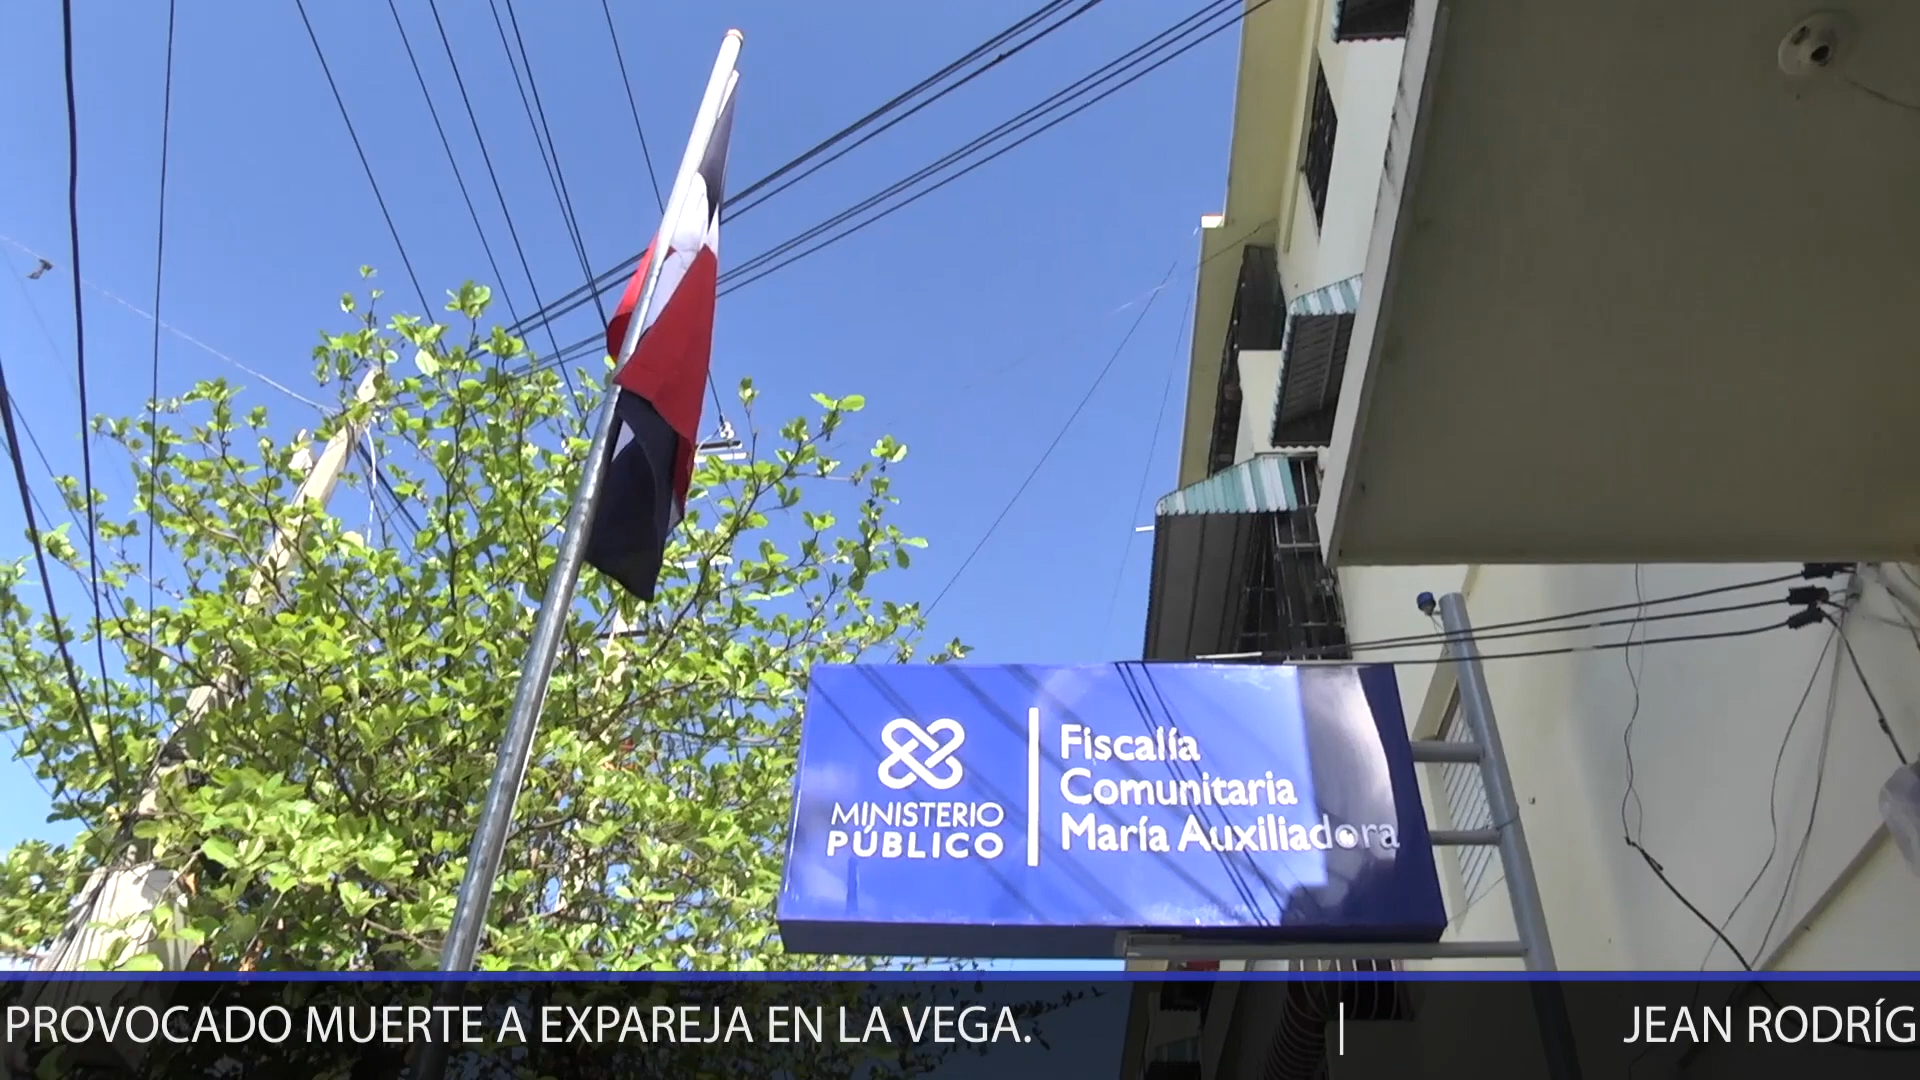 MINISTERIO
PÚBLICO
Fiscalía
Comunitaria
María Auxiliadora
PROVOCADO MUERTE A EXPAREJA EN LA VEGA. | JEAN RODRÍG